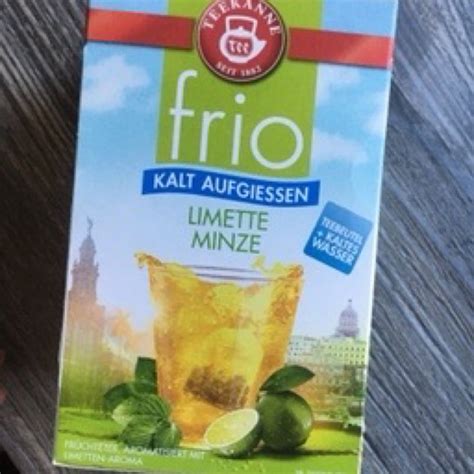 TEEKANNE
tee
SEIT 1882
frio
KALT AUFGIESSEN
LIMETTE
MINZE
TEEBEUTEL
+ KALTES
WASSER
FRÜCHTETEE, AROMATISIERT MIT
LIMETTEN-AROMA